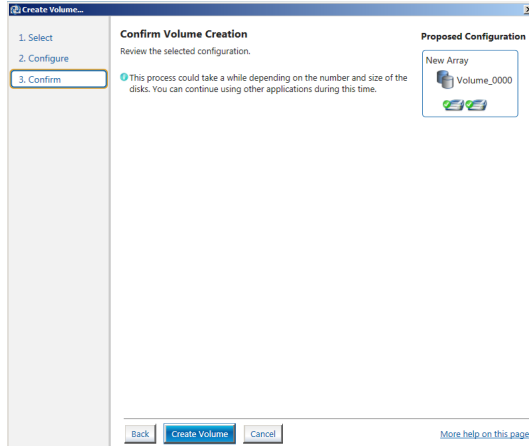 Create Volume...
1. Select
2. Configure
3. Confirm
Confirm Volume Creation
Review the selected configuration.
This process could take a while depending on the number and size of the
disks. You can continue using other applications during this time.
Proposed Configuration
New Array
Volume_0000
Back
Create Volume
Cancel
More help on this page